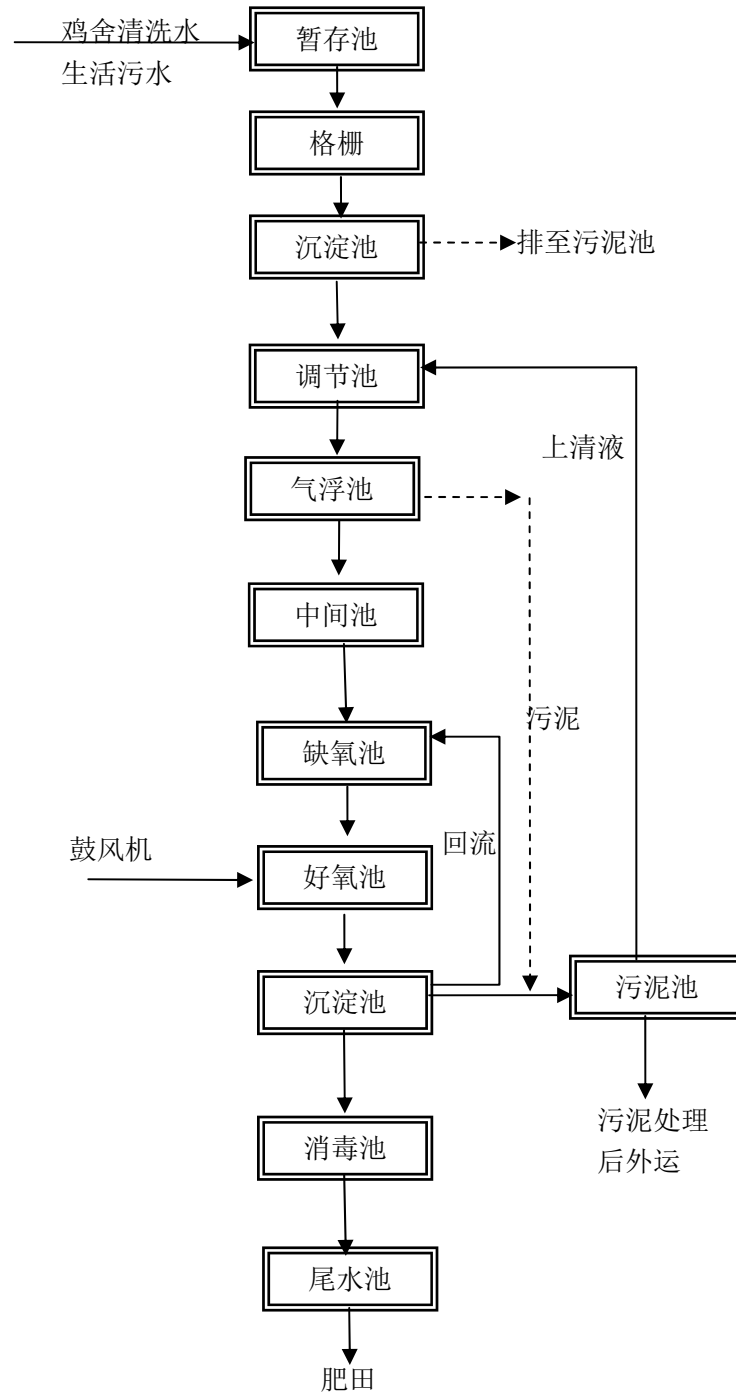 鸡舍清洗水
生活污水
暂存池
格栅
沉淀池
排至污泥池
调节池
上清液
气浮池
中间池
污泥
缺氧池
鼓风机
回流
好氧池
沉淀池
污泥池
污泥处理
后外运
消毒池
尾水池
肥田